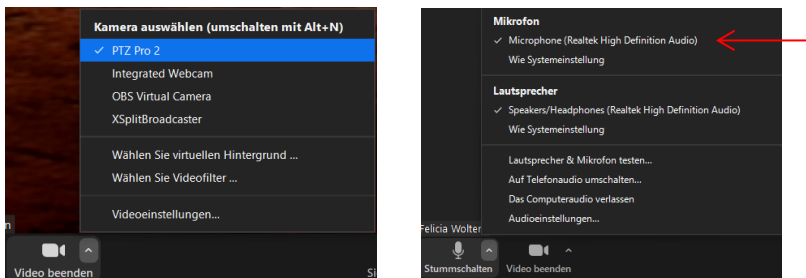 Kamera auswählen (umschalten mit Alt+N)
PTZ Pro 2
Integrated Webcam
OBS Virtual Camera
XSplitBroadcaster
Wählen Sie virtuellen Hintergrund ...
Wählen Sie Videofilter ...
Videoeinstellungen...
n
Video beenden
Si
Mikrofon
Microphone (Realtek High Definition Audio)
Wie Systemeinstellung
Lautsprecher
Speakers/Headphones (Realtek High Definition Audio)
Wie Systemeinstellung
Lautsprecher & Mikrofon testen...
Auf Telefonaudio umschalten...
Das Computeraudio verlassen
Audioeinstellungen...
Felicia Wolter
Stummschalten Video beenden